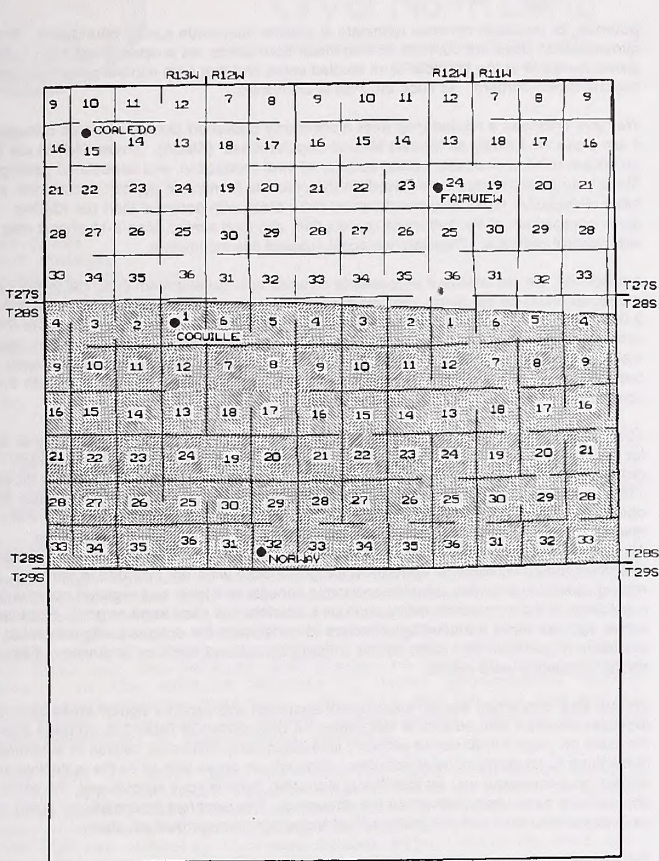 R13W R12W R12W R11W
9 10 11 12 7 8 9 10 11 12 7 8 9
COALEDO
16 15 14 13 18 17 16 15 14 13 18 17 16
21 22 23 24 19 20 21 22 23 24 19 20 21
FAIRVIEW
28 27 26 25 30 29 28 27 26 25 30 29 28
33 34 35 36 31 32 33 34 35 36 31 32 33
T27S T27S
T28S T28S
4 3 2 1 6 5 4 3 2 1 6 5 4
COQUILLE
9 10 11 12 7 8 9 10 11 12 7 8 9
16 15 14 13 18 17 16 15 14 13 18 17 16
21 22 23 24 19 20 21 22 23 24 19 20 21
28 27 26 25 30 29 28 27 26 25 30 29 28
33 34 35 36 31 32 33 34 35 36 31 32 33
NORWAY
T28S T28S
T29S T29S